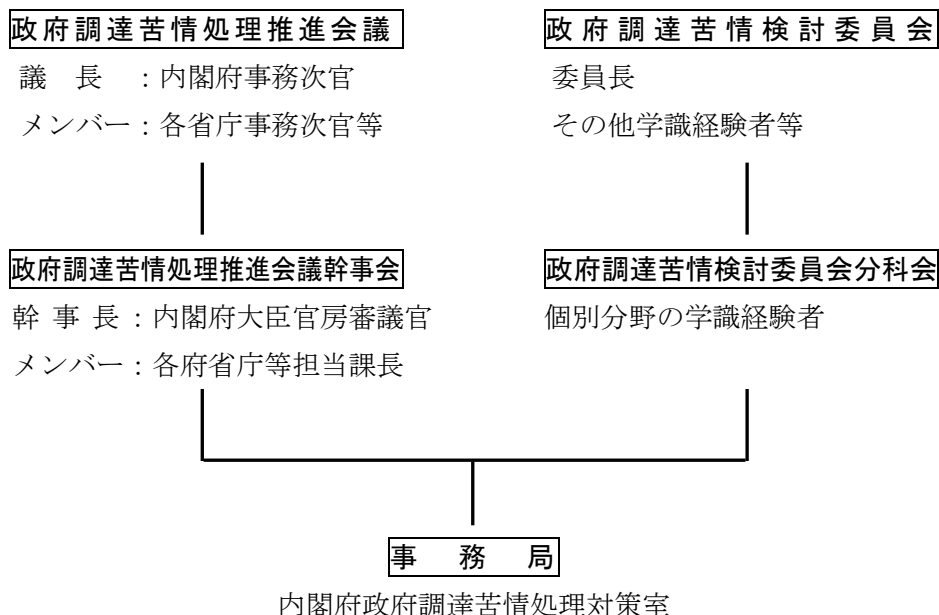 政府調達苦情処理推進会議
議　長　：内閣府事務次官
メンバー：各省庁事務次官等
政府調達苦情検討委員会
委員長
その他学識経験者等
政府調達苦情処理推進会議幹事会
幹 事 長：内閣府大臣官房審議官
メンバー：各府省庁等担当課長
政府調達苦情検討委員会分科会
個別分野の学識経験者
事　務　局
内閣府政府調達苦情処理対策室